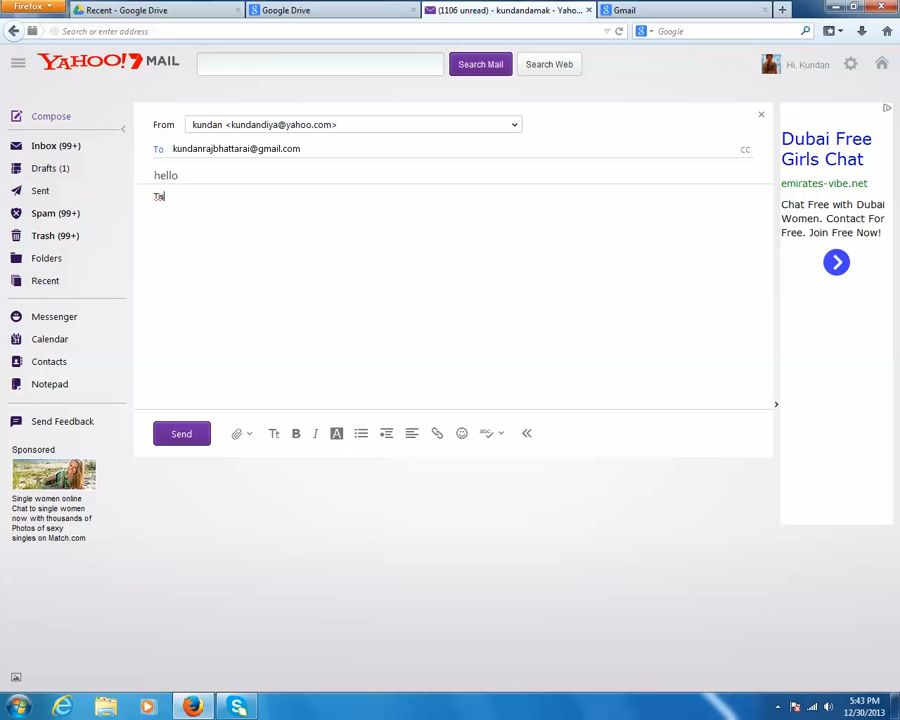 Firefox
Recent - Google Drive
Google Drive
(1106 unread) - kundandamak - Yaho...
Gmail
Search or enter address
Google
YAHOO!7 MAIL
Search Mail
Search Web
Hi, Kundan
Compose
Inbox (99+)
Drafts (1)
Sent
Spam (99+)
Trash (99+)
Folders
Recent
Messenger
Calendar
Contacts
Notepad
Send Feedback
Sponsored
Single women online
Chat to single women
now with thousands of
Photos of sexy
singles on Match.com
From kundan <kundandiya@yahoo.com>
To kundanrajbhattarai@gmail.com CC
hello
Send
Tt B I A
abc
Dubai Free
Girls Chat
emirates-vibe.net
Chat Free with Dubai
Women. Contact For
Free. Join Free Now!
5:43 PM
12/30/2013